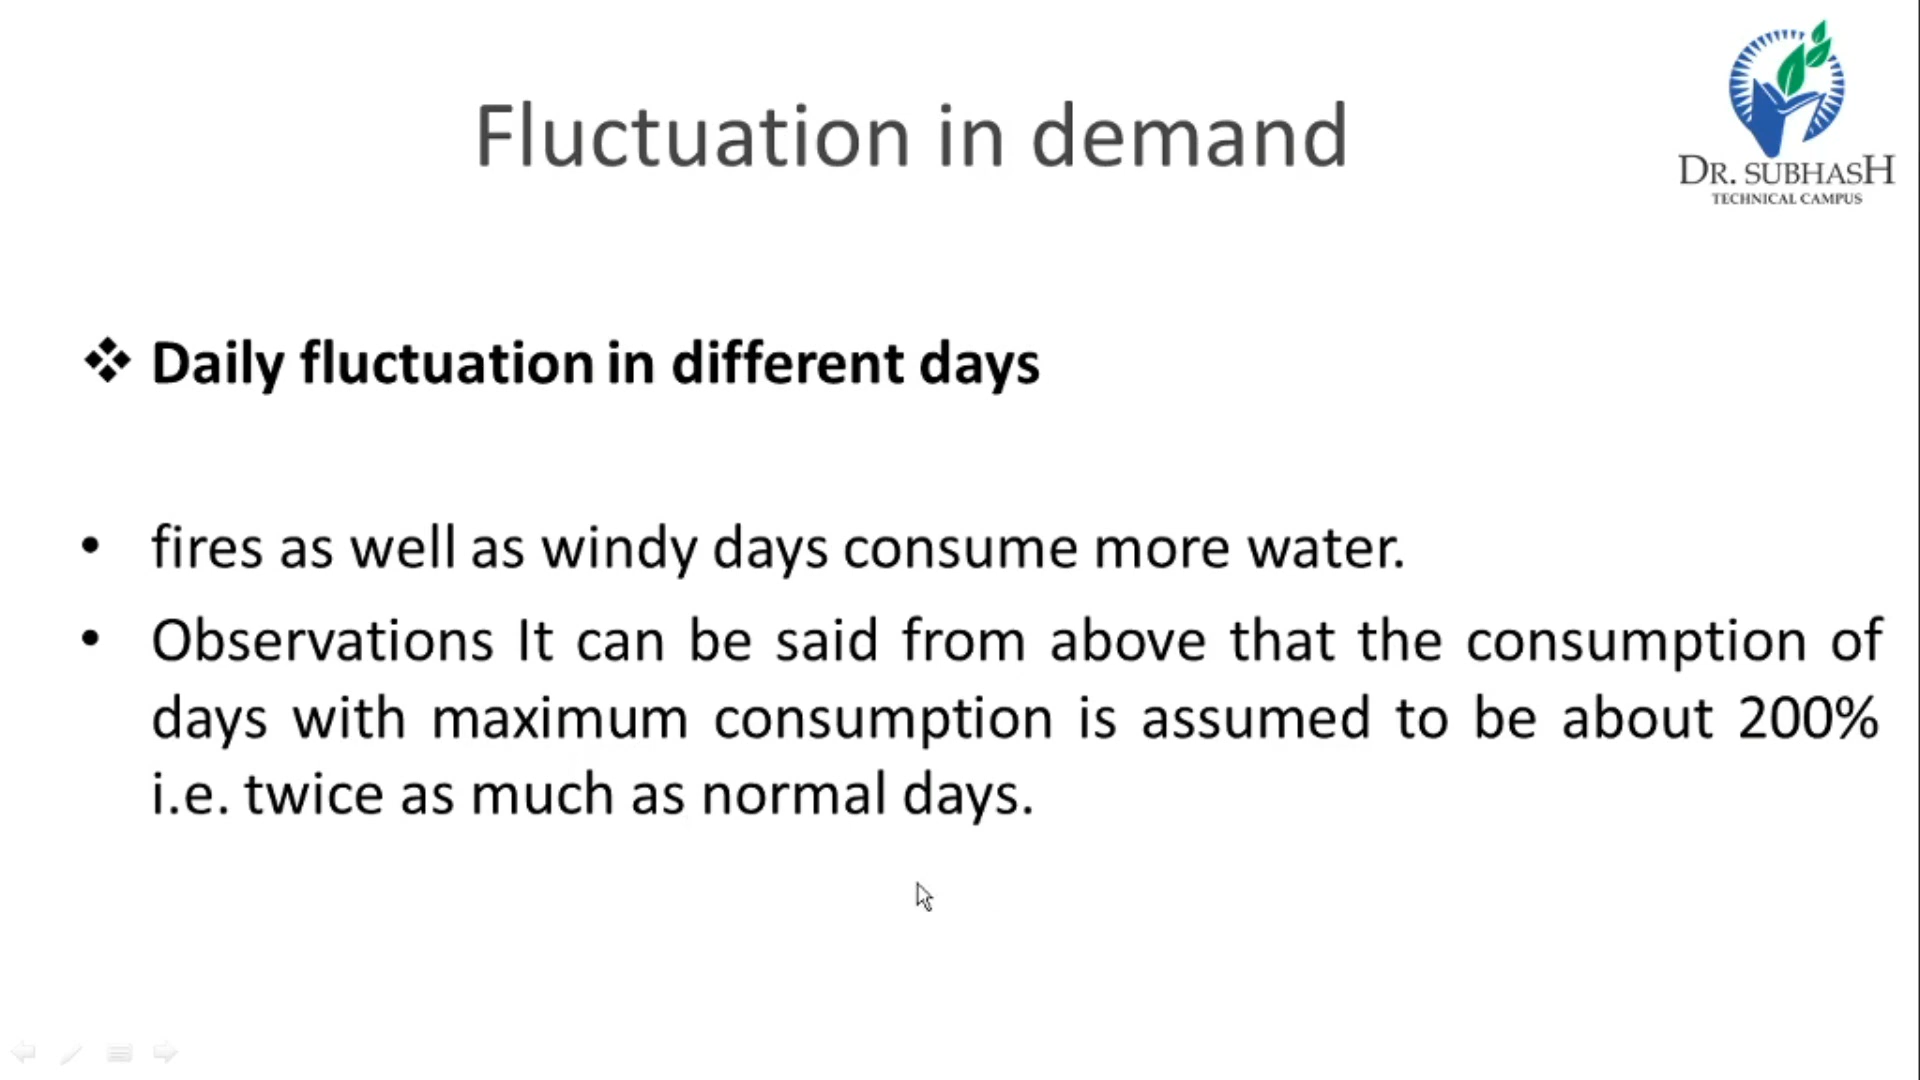 Fluctuation in demand
DR. SUBHASH
TECHNICAL CAMPUS
❖ Daily fluctuation in different days
• fires as well as windy days consume more water.
• Observations It can be said from above that the consumption of
days with maximum consumption is assumed to be about 200%
i.e. twice as much as normal days.